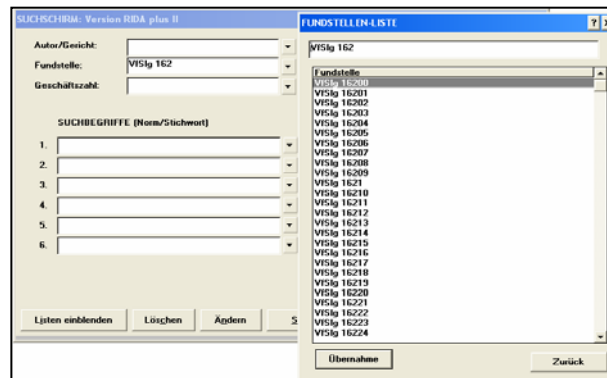 SUCHSCHIRM: Version RIDA plus II
Autor/Gericht:
Fundstelle: VfSlg 162
Geschäftszahl:
SUCHBEGRIFFE (Norm/Stichwort)
1.
2.
3.
4.
5.
6.
Listen einblenden Löschen Ändern S
FUNDSTELLEN-LISTE
VfSlg 162
Fundstelle
VfSlg 16200
VfSlg 16201
VfSlg 16202
VfSlg 16203
VfSlg 16204
VfSlg 16205
VfSlg 16206
VfSlg 16207
VfSlg 16208
VfSlg 16209
VfSlg 1621
VfSlg 16210
VfSlg 16211
VfSlg 16212
VfSlg 16213
VfSlg 16214
VfSlg 16215
VfSlg 16216
VfSlg 16217
VfSlg 16218
VfSlg 16219
VfSlg 16220
VfSlg 16221
VfSlg 16222
VfSlg 16223
VfSlg 16224
Übernahme Zurück